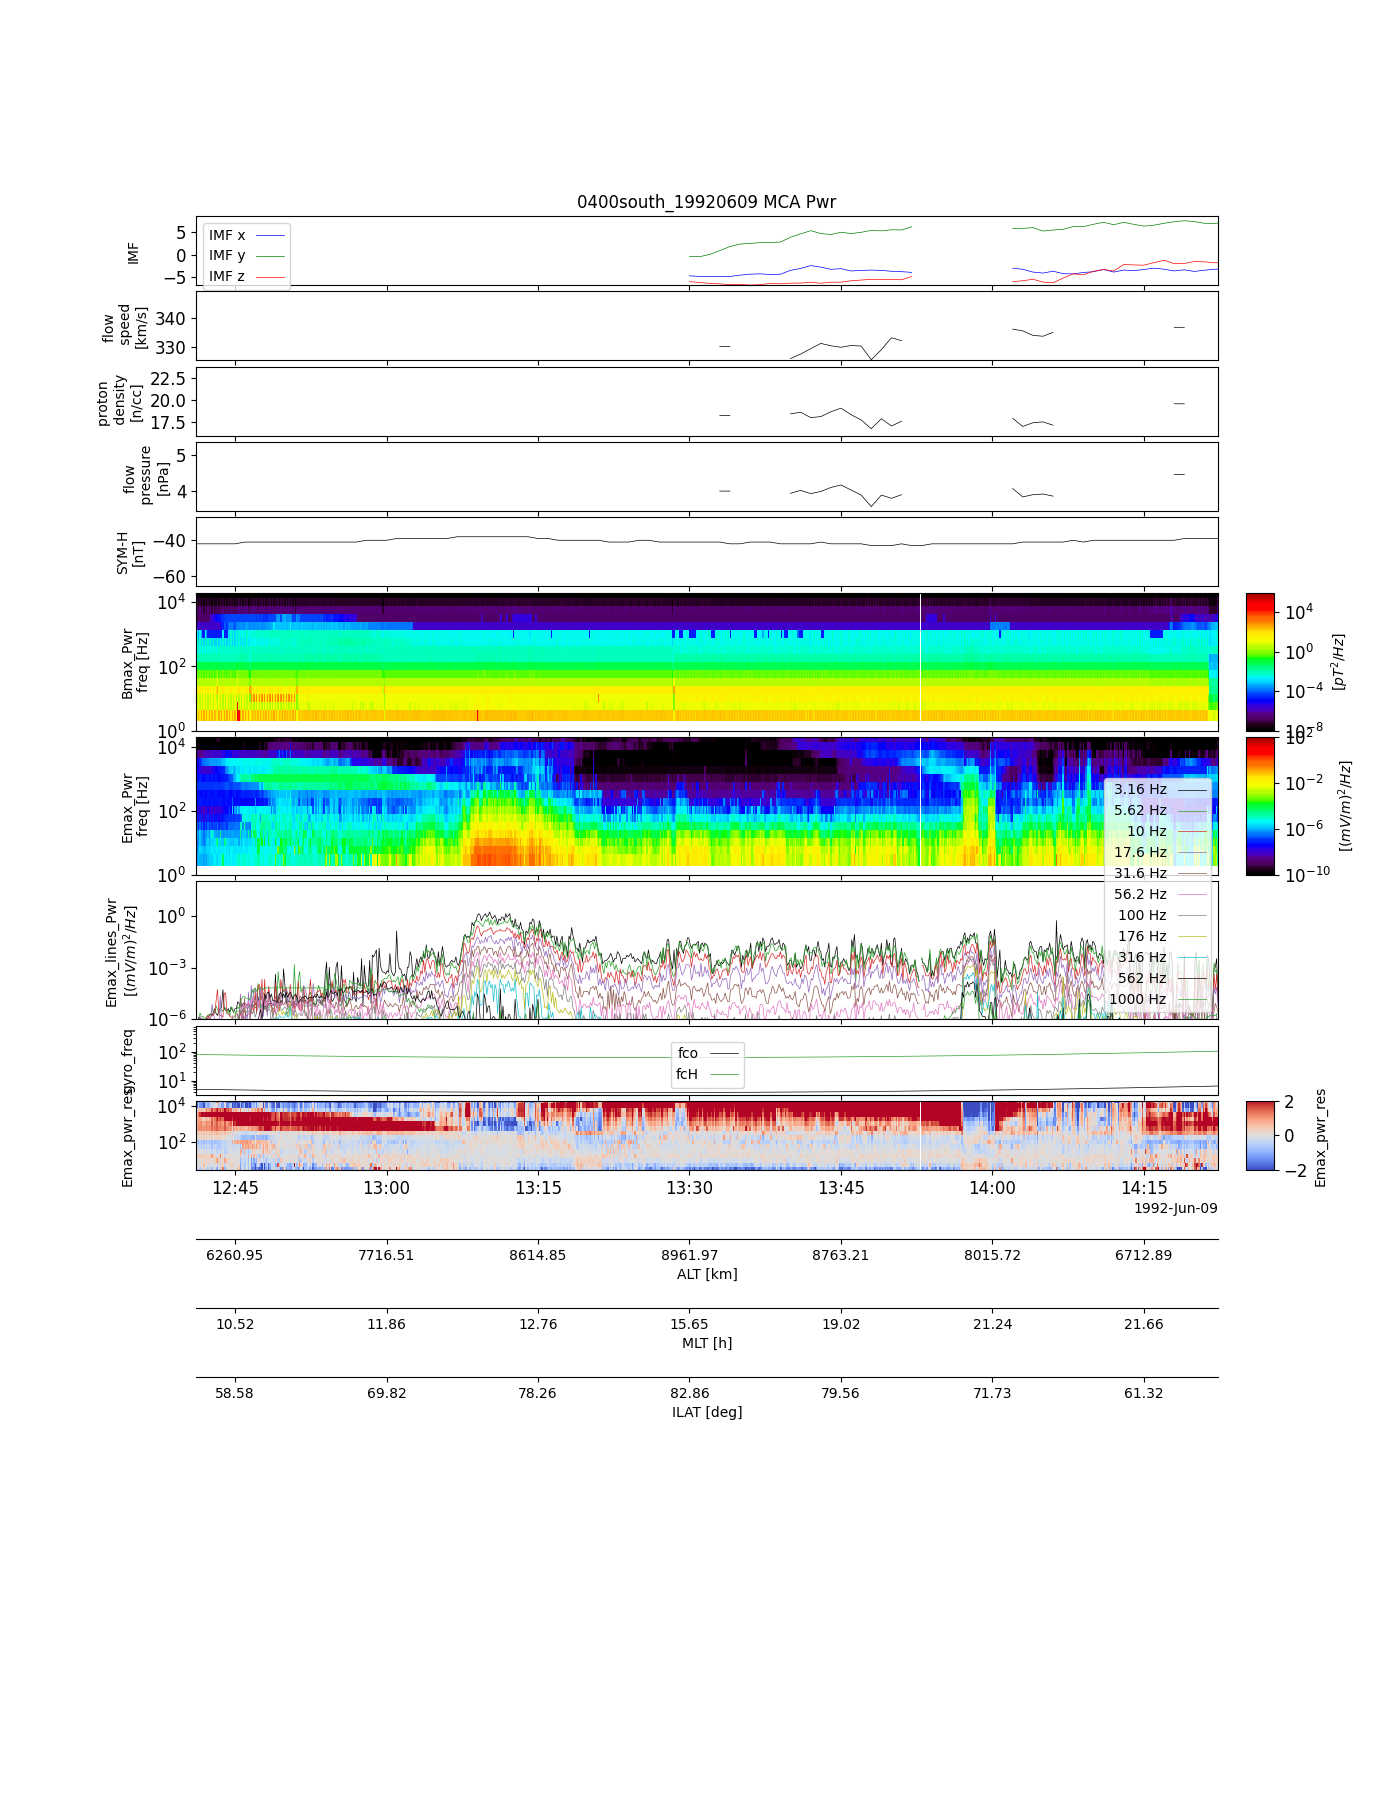 0400south_19920609 MCA Pwr
IMF
5
0
−5
IMF x
IMF y
IMF z
flow
speed
[km/s]
340
330
proton
density
[n/cc]
22.5
20.0
17.5
flow
pressure
[nPa]
5
4
SYM-H
[nT]
−40
−60
Bmax_Pwr
freq [Hz]
10^4
10^2
10^0
10^4
10^0
10^-4
10^-8
[pT^2/Hz]
Emax_Pwr
freq [Hz]
10^4
10^2
10^0
10^2
10^-2
10^-6
10^-10
[(mV/m)^2/Hz]
3.16 Hz
5.62 Hz
10 Hz
17.6 Hz
31.6 Hz
56.2 Hz
100 Hz
176 Hz
316 Hz
562 Hz
1000 Hz
Emax_lines_Pwr
[(mV/m)^2/Hz]
10^0
10^-3
10^-6
gyro_freq
10^2
10^1
fco
fcH
Emax_pwr_res
10^4
10^2
2
0
−2
Emax_pwr_res
12:45 13:00 13:15 13:30 13:45 14:00 14:15
1992-Jun-09
6260.95 7716.51 8614.85 8961.97 8763.21 8015.72 6712.89
ALT [km]
10.52 11.86 12.76 15.65 19.02 21.24 21.66
MLT [h]
58.58 69.82 78.26 82.86 79.56 71.73 61.32
ILAT [deg]